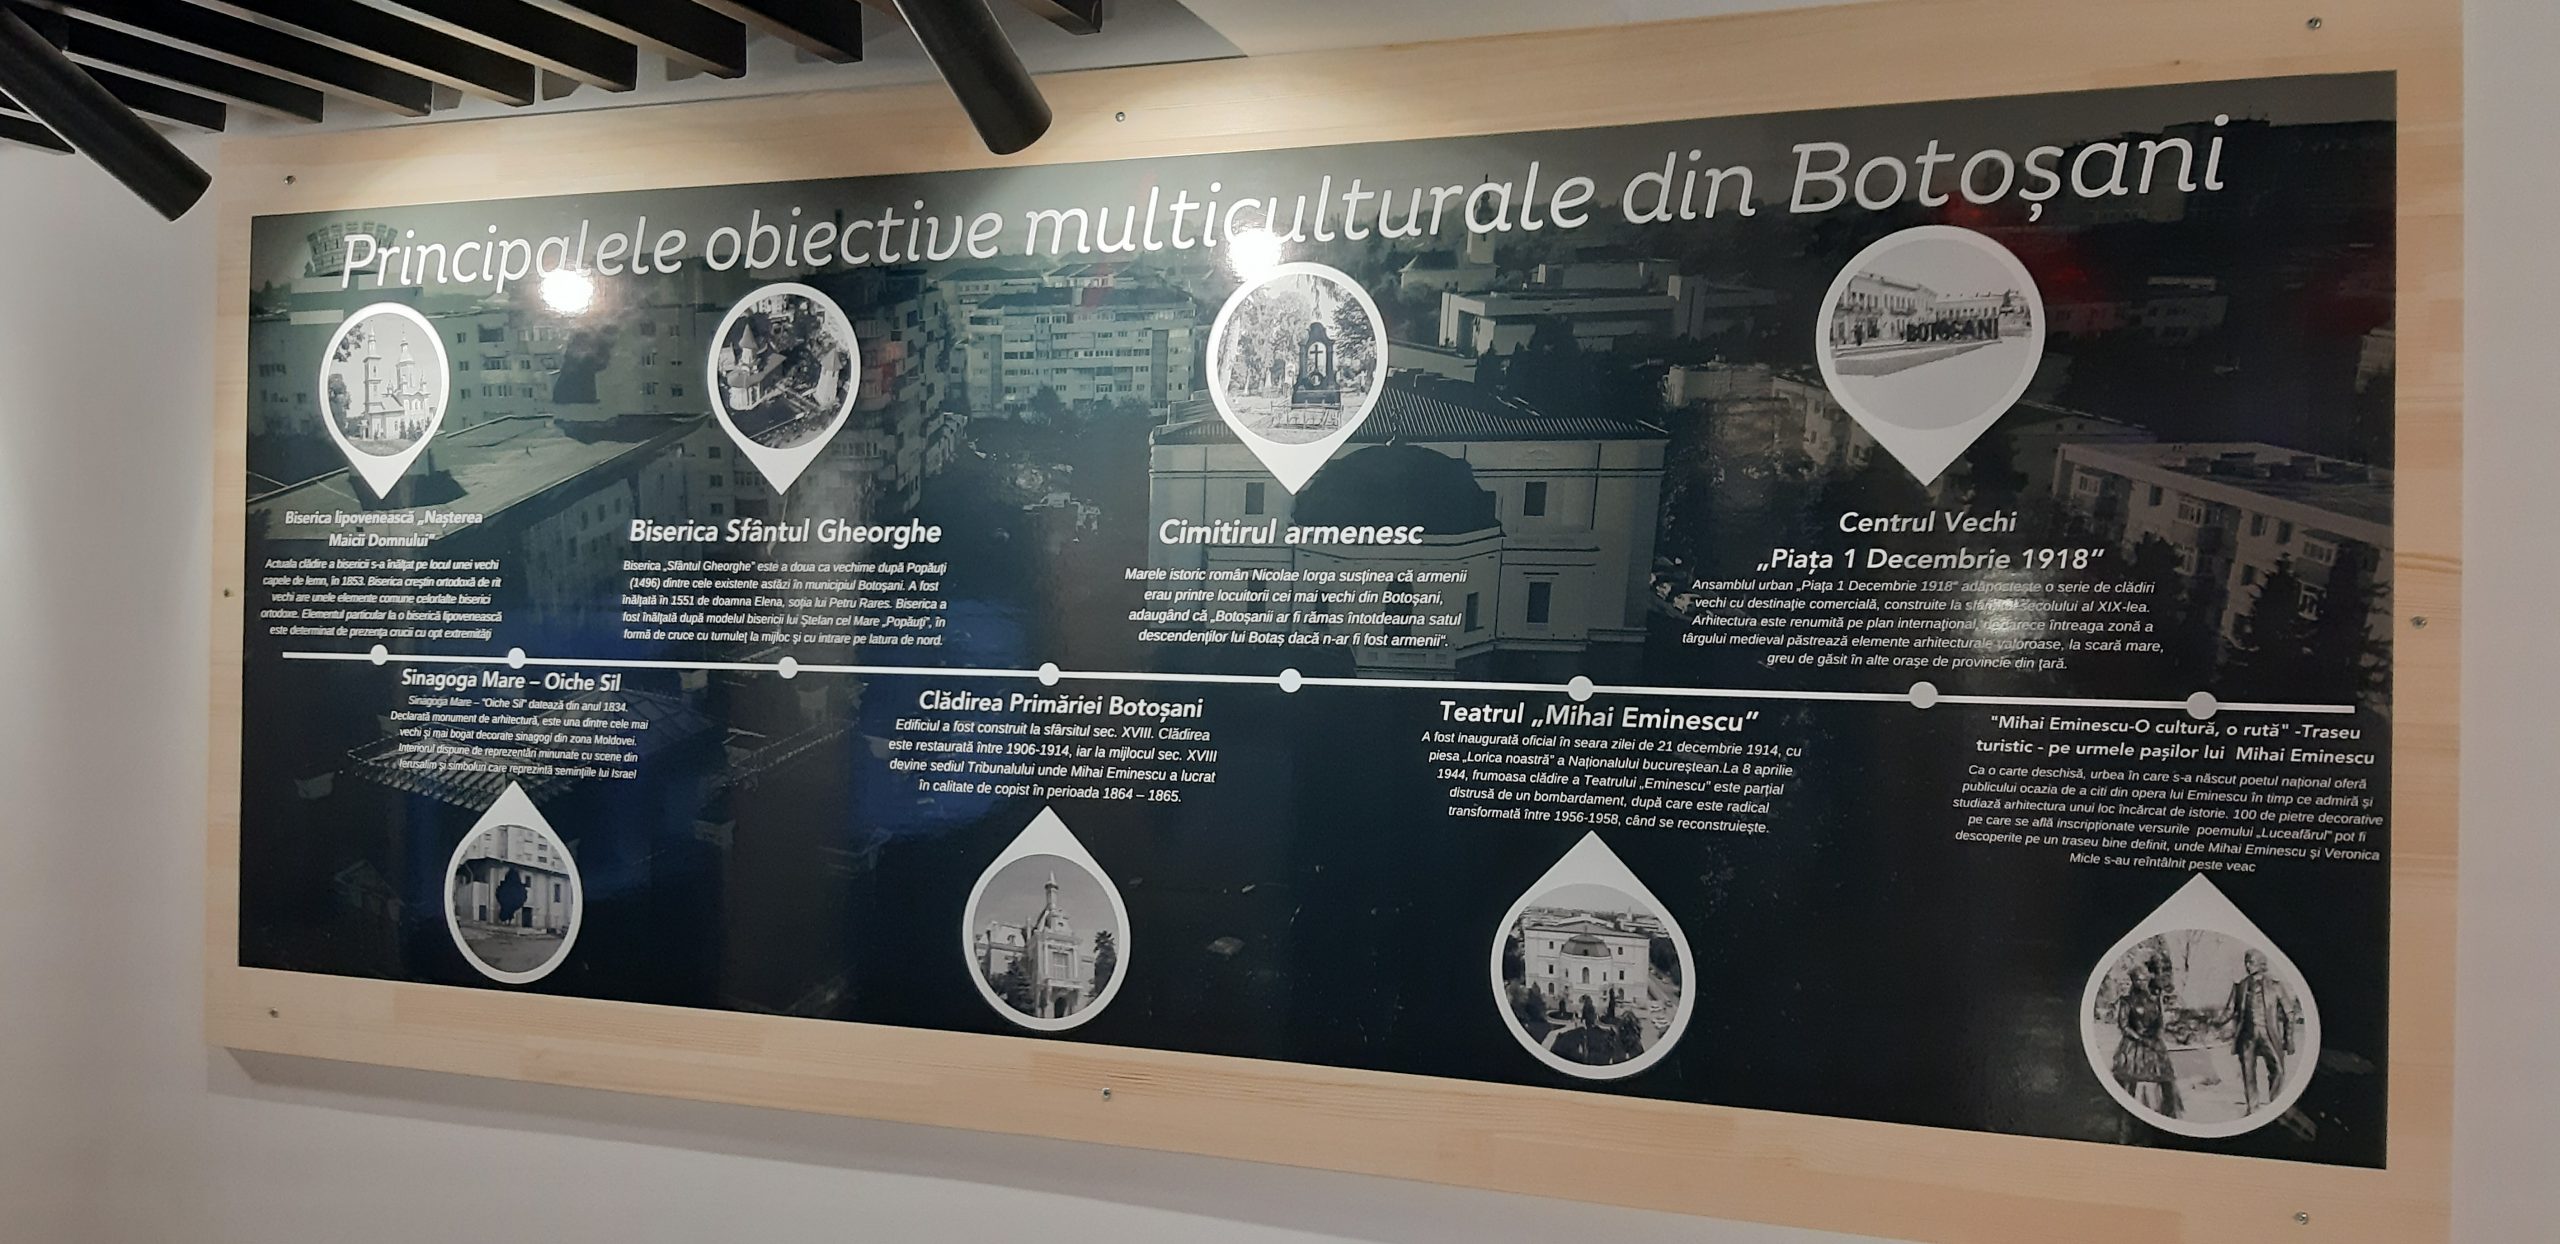 Principalele obiective multiculturale din Botoșani
BOTOȘANI
Biserica lipovenească „Nașterea
Maicii Domnului”
Actuala clădire a bisericii s-a înălțat pe locul unei vechi
capele de lemn, în 1853. Biserica creștin ortodoxă de rit
vechi are unele elemente comune celorlalte biserici
ortodoxe. Elementul particular la o biserică lipovenească
este determinat de prezența crucii cu opt extremități
Biserica Sfântul Gheorghe
Biserica „Sfântul Gheorghe” este a doua ca vechime după Popăuți
(1496) dintre cele existente astăzi în municipiul Botoșani. A fost
înălțată în 1551 de doamna Elena, soția lui Petru Rares. Biserica a
fost înălțată după modelul bisericii lui Ștefan cel Mare „Popăuți”, în
formă de cruce cu turnuleț la mijloc și cu intrare pe latura de nord.
Cimitirul armenesc
Marele istoric român Nicolae Iorga susținea că armenii
erau printre locuitorii cei mai vechi din Botoșani,
adaugând că „Botoșanii ar fi rămas întotdeauna satul
descendenților lui Botaș dacă n-ar fi fost armenii”.
Centrul Vechi
„Piața 1 Decembrie 1918”
Ansamblul urban „Piața 1 Decembrie 1918” adăpostește o serie de clădiri
vechi cu destinație comercială, construite la sfârșitul secolului al XIX-lea.
Arhitectura este renumită pe plan internațional, deoarece întreaga zonă a
târgului medieval păstrează elemente arhitecturale valoroase, la scară mare,
greu de găsit în alte orașe de provincie din țară.
Sinagoga Mare – Oiche Sil
Sinagoga Mare – “Oiche Sil” datează din anul 1834.
Declarată monument de arhitectură, este una dintre cele mai
vechi și mai bogat decorate sinagogi din zona Moldovei.
Interiorul dispune de reprezentări minunate cu scene din
Ierusalim și simboluri care reprezintă semințiile lui Israel
Clădirea Primăriei Botoșani
Edificiul a fost construit la sfârsitul sec. XVIII. Clădirea
este restaurată între 1906-1914, iar la mijlocul sec. XVIII
devine sediul Tribunalului unde Mihai Eminescu a lucrat
în calitate de copist în perioada 1864 – 1865.
Teatrul „Mihai Eminescu”
A fost inaugurată oficial în seara zilei de 21 decembrie 1914, cu
piesa „Lorica noastră” a Naționalului bucureștean.La 8 aprilie
1944, frumoasa clădire a Teatrului „Eminescu” este parțial
distrusă de un bombardament, după care este radical
transformată între 1956-1958, când se reconstruiește.
"Mihai Eminescu-O cultură, o rută" -Traseu
turistic - pe urmele pașilor lui Mihai Eminescu
Ca o carte deschisă, urbea în care s-a născut poetul național oferă
publicului ocazia de a citi din opera lui Eminescu în timp ce admiră și
studiază arhitectura unui loc încărcat de istorie. 100 de pietre decorative
pe care se află inscripționate versurile poemului „Luceafărul” pot fi
descoperite pe un traseu bine definit, unde Mihai Eminescu și Veronica
Micle s-au reîntâlnit peste veac